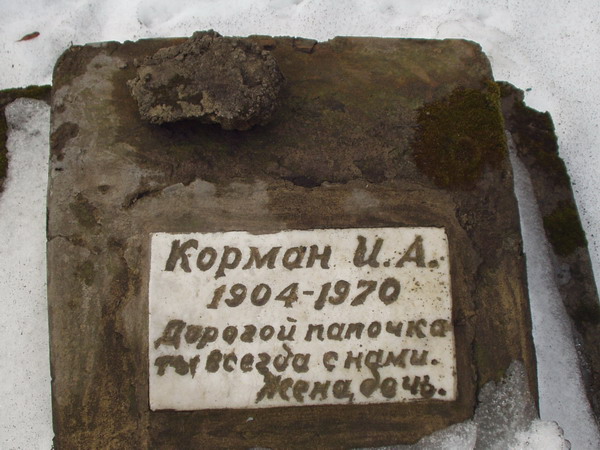 Корман И. А.
1904-1970
Дорогой папочка
ты всегда с нами.
Жена, дочь.